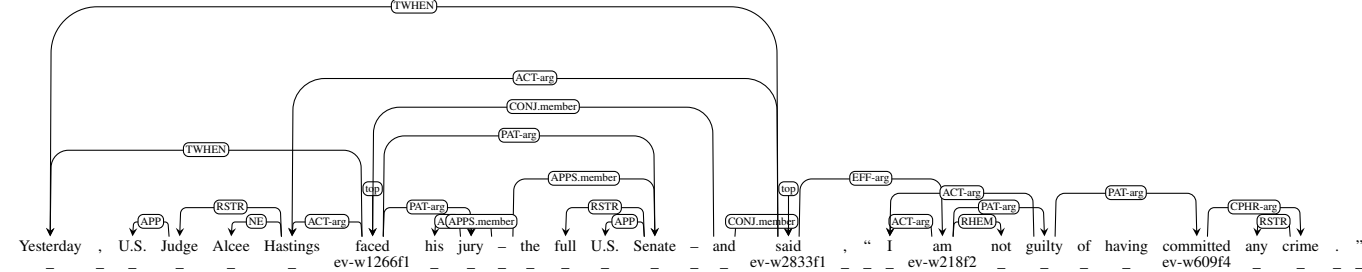 TWHEN
ACT-arg
CONJ.member
PAT-arg
TWHEN
top APPS.member top EFF-arg
ACT-arg PAT-arg
RSTR PAT-arg RSTR PAT-arg CPHR-arg
APP NE ACT-arg APPS.member APP CONJ.member ACT-arg RHEM RSTR
Yesterday , U.S. Judge Alcee Hastings faced his jury – the full U.S. Senate – and said , “ I am not guilty of having committed any crime . ”
_ _ _ _ _ _ ev-w1266f1 _ _ _ _ _ _ _ _ _ ev-w2833f1 _ _ _ ev-w218f2 _ _ _ _ ev-w609f4 _ _ _ _